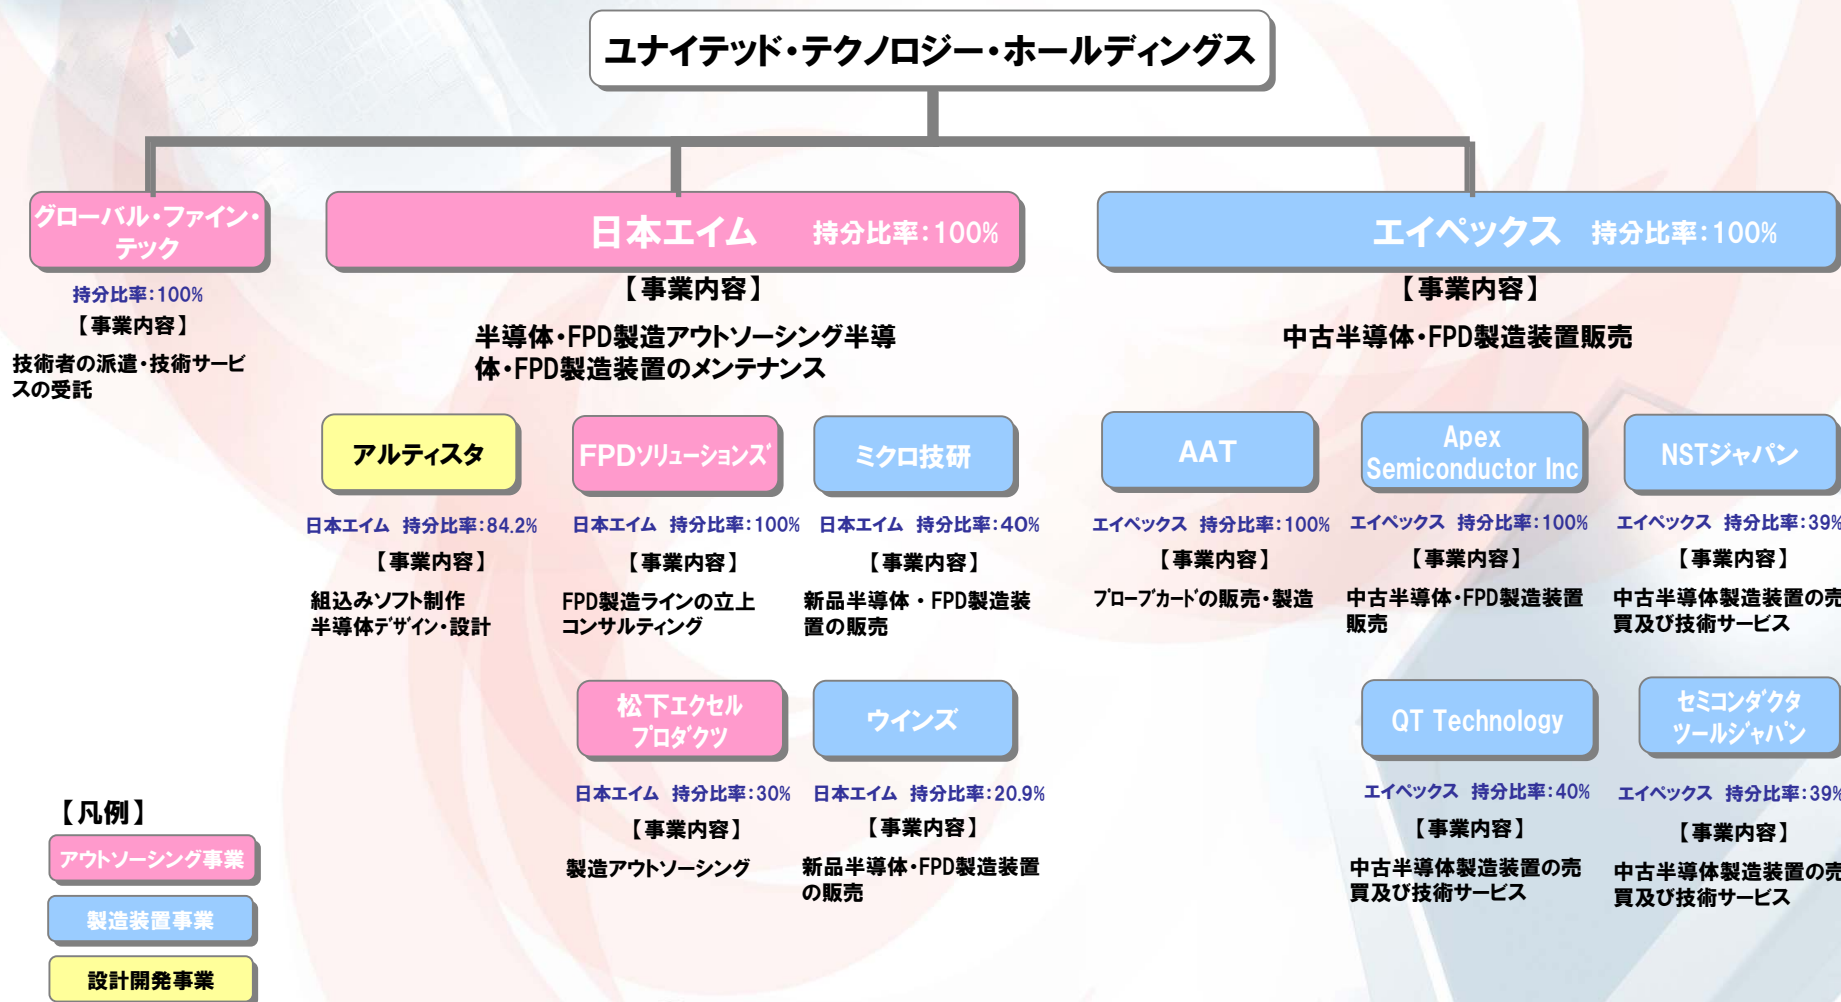 ユナイテッド・テクノロジー・ホールディングス
グローバル・ファイン・
テック
持分比率:100%
【事業内容】
技術者の派遣・技術サービ
スの受託
日本エイム 持分比率:100%
【事業内容】
半導体・FPD製造アウトソーシング半導
体・FPD製造装置のメンテナンス
エイペックス 持分比率:100%
【事業内容】
中古半導体・FPD製造装置販売
アルティスタ
日本エイム 持分比率:84.2%
【事業内容】
組込みソフト制作
半導体デザイン・設計
FPDソリューションズ
日本エイム 持分比率:100%
【事業内容】
FPD製造ラインの立上
コンサルティング
ミクロ技研
日本エイム 持分比率:40%
【事業内容】
新品半導体・FPD製造装
置の販売
AAT
エイペックス 持分比率:100%
【事業内容】
プローブカードの販売・製造
Apex
Semiconductor Inc
エイペックス 持分比率:100%
【事業内容】
中古半導体・FPD製造装置
販売
NSTジャパン
エイペックス 持分比率:39%
【事業内容】
中古半導体製造装置の売
買及び技術サービス
松下エクセル
プロダクツ
日本エイム 持分比率:30%
【事業内容】
製造アウトソーシング
ウインズ
日本エイム 持分比率:20.9%
【事業内容】
新品半導体・FPD製造装置
の販売
QT Technology
エイペックス 持分比率:40%
【事業内容】
中古半導体製造装置の売
買及び技術サービス
セミコンダクタ
ツールジャパン
エイペックス 持分比率:39%
【事業内容】
中古半導体製造装置の売
買及び技術サービス
【凡例】
アウトソーシング事業
製造装置事業
設計開発事業